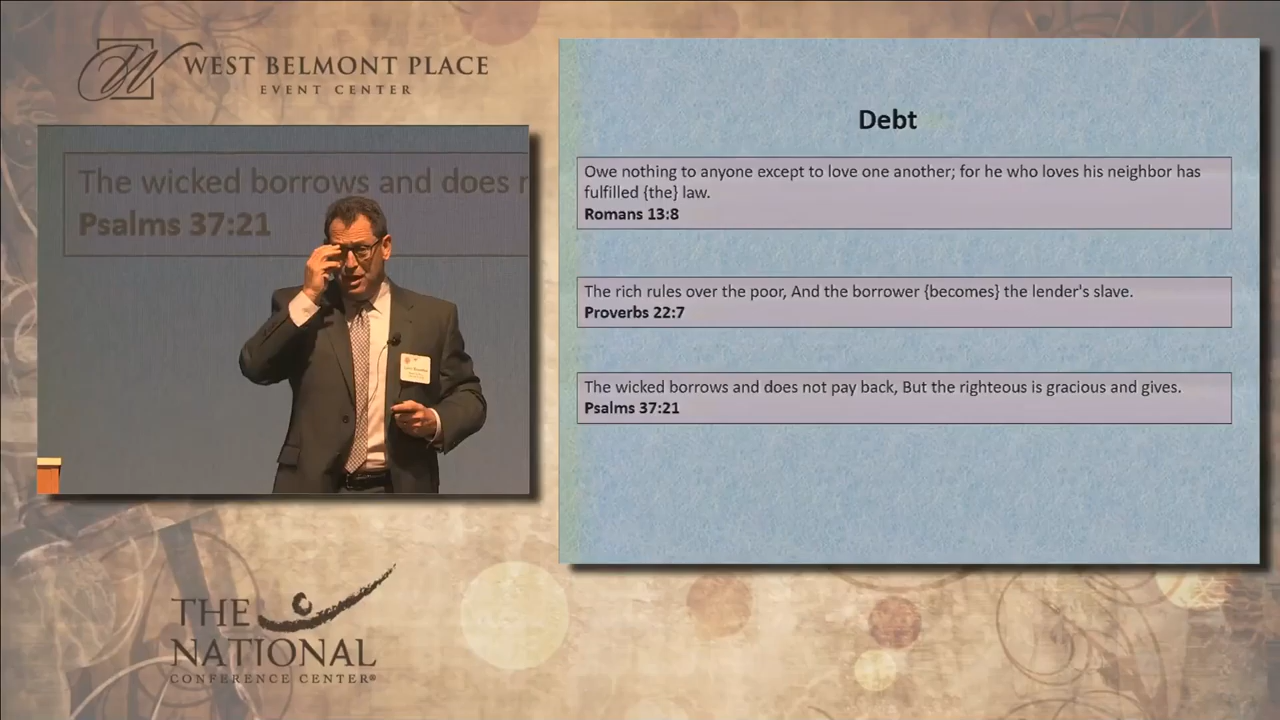 WEST BELMONT PLACE
EVENT CENTER
The wicked borrows and does
Psalms 37:21
Debt
Owe nothing to anyone except to love one another; for he who loves his neighbor has
fulfilled {the} law.
Romans 13:8
The rich rules over the poor, And the borrower {becomes} the lender's slave.
Proverbs 22:7
The wicked borrows and does not pay back, But the righteous is gracious and gives.
Psalms 37:21
THE
NATIONAL
CONFERENCE CENTER®